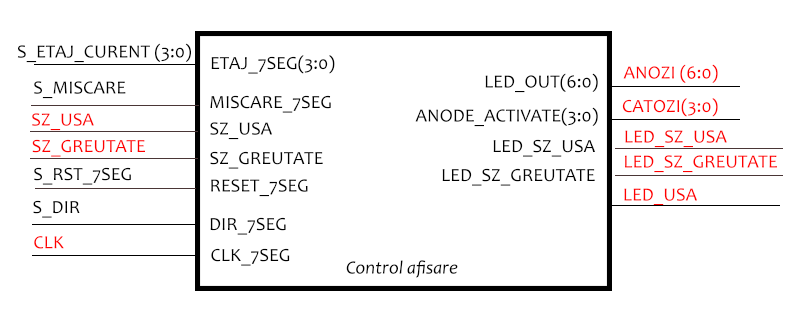 S_ETAJ_CURENT (3:0)
S_MISCARE
SZ_USA
SZ_GREUTATE
S_RST_7SEG
S_DIR
CLK
ETAJ_7SEG(3:0)
MISCARE_7SEG
SZ_USA
SZ_GREUTATE
RESET_7SEG
DIR_7SEG
CLK_7SEG
LED_OUT(6:0)
ANODE_ACTIVATE(3:0)
LED_SZ_USA
LED_SZ_GREUTATE
Control afisare
ANOZI (6:0)
CATOZI(3:0)
LED_SZ_USA
LED_SZ_GREUTATE
LED_USA